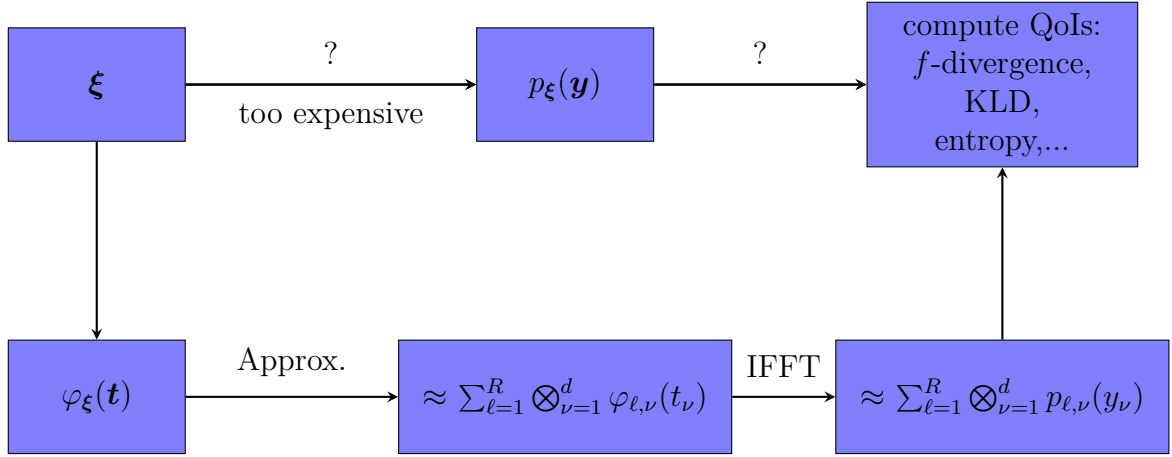 ?
compute QoIs:
f-divergence,
KLD,
entropy,...
ξ
p_ξ(y)
?
too expensive
φ_ξ(t)
Approx.
≈ ∑_{ℓ=1}^{R} ⨂_{ν=1}^{d} φ_{ℓ,ν}(t_ν)
IFFT
≈ ∑_{ℓ=1}^{R} ⨂_{ν=1}^{d} p_{ℓ,ν}(y_ν)